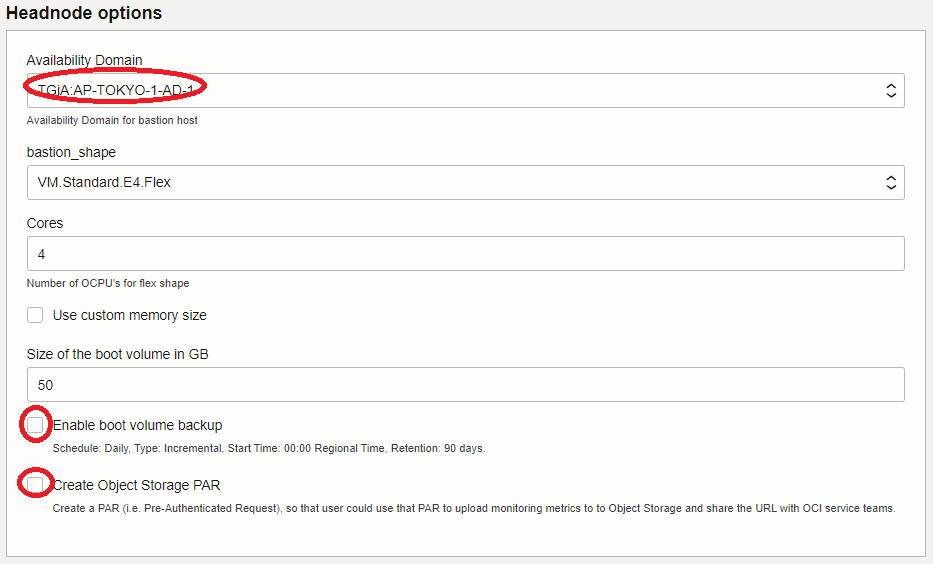 Headnode options
Availability Domain
TGjA:AP-TOKYO-1-AD-1
Availability Domain for bastion host
bastion_shape
VM.Standard.E4.Flex
Cores
4
Number of OCPU's for flex shape
Use custom memory size
Size of the boot volume in GB
50
Enable boot volume backup
Schedule: Daily, Type: Incremental, Start Time: 00:00 Regional Time, Retention: 90 days.
Create Object Storage PAR
Create a PAR (i.e. Pre-Authenticated Request), so that user could use that PAR to upload monitoring metrics to to Object Storage and share the URL with OCI service teams.